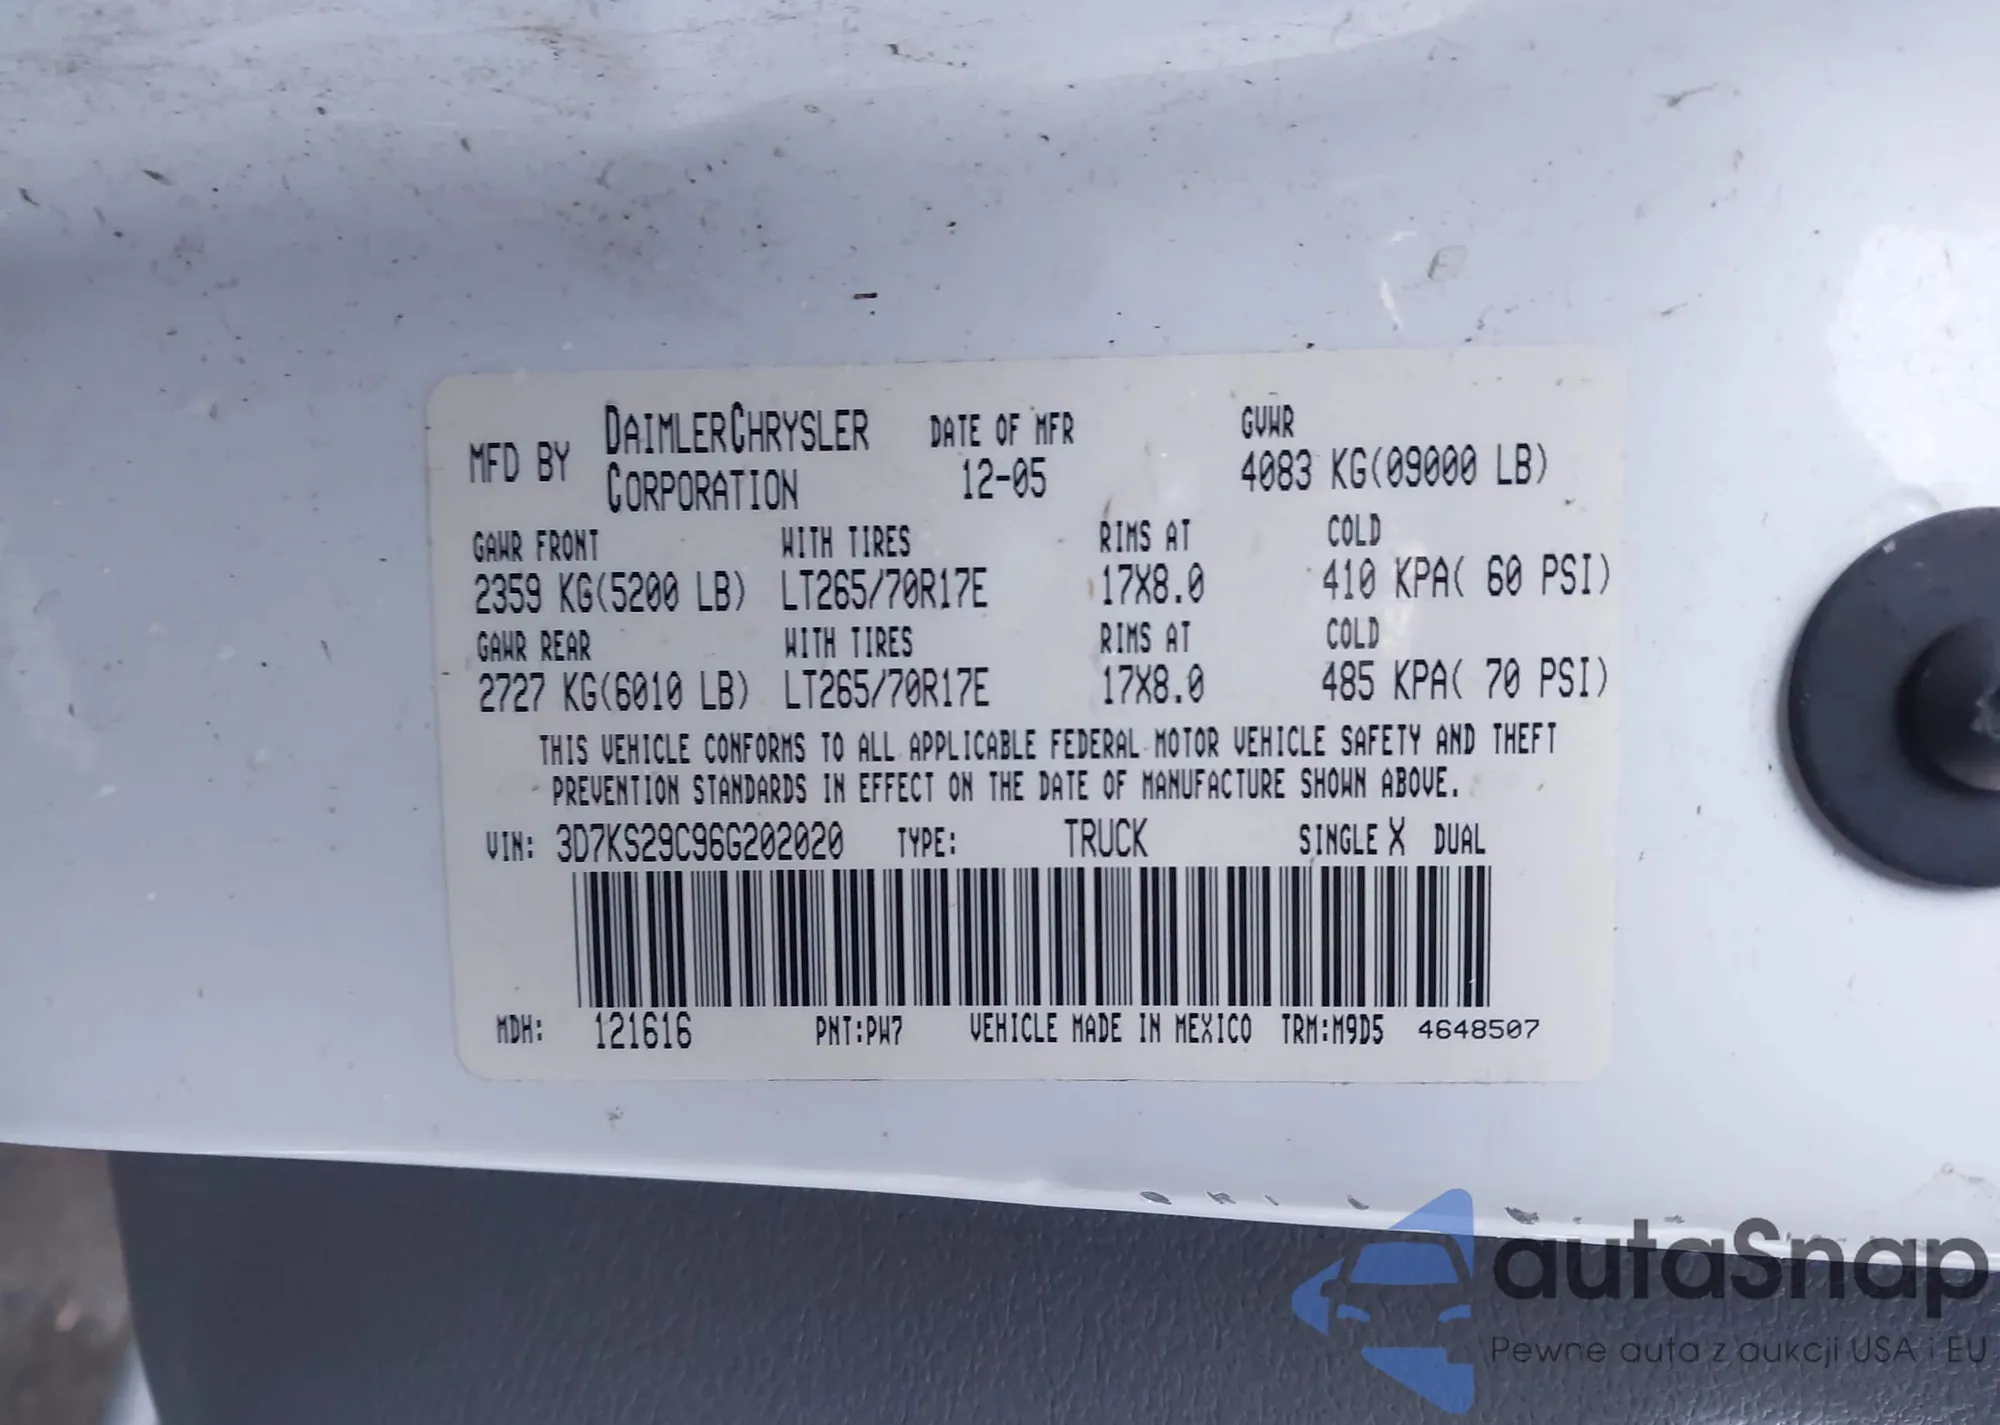 MFD BY DAIMLERCHRYSLER CORPORATION DATE OF MFR 12-05 GVWR 4083 KG(09000 LB)
GAWR FRONT WITH TIRES RIMS AT COLD
2359 KG(5200 LB) LT265/70R17E 17X8.0 410 KPA( 60 PSI)
GAWR REAR WITH TIRES RIMS AT COLD
2727 KG(6010 LB) LT265/70R17E 17X8.0 485 KPA( 70 PSI)
THIS VEHICLE CONFORMS TO ALL APPLICABLE FEDERAL MOTOR VEHICLE SAFETY AND THEFT
PREVENTION STANDARDS IN EFFECT ON THE DATE OF MANUFACTURE SHOWN ABOVE.
VIN: 3D7KS29C96G202020 TYPE: TRUCK SINGLE X DUAL
MDH: 121616 PNT:PW7 VEHICLE MADE IN MEXICO TRM:M9D5 4648507
autaSnap
Pewne auta z aukcji USA i EU